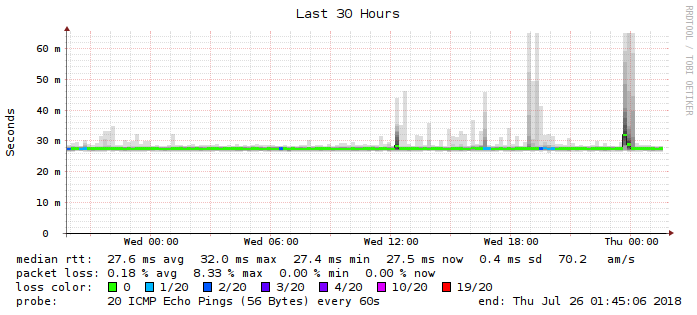 Last 30 Hours
RRDTOOL / TOBI OETIKER
Seconds
60 m
50 m
40 m
30 m
20 m
10 m
0
Wed 00:00 Wed 06:00 Wed 12:00 Wed 18:00 Thu 00:00
median rtt: 27.6 ms avg 32.0 ms max 27.4 ms min 27.5 ms now 0.4 ms sd 70.2 am/s
packet loss: 0.18 % avg 8.33 % max 0.00 % min 0.00 % now
loss color: 0 1/20 2/20 3/20 4/20 10/20 19/20
probe: 20 ICMP Echo Pings (56 Bytes) every 60s end: Thu Jul 26 01:45:06 2018